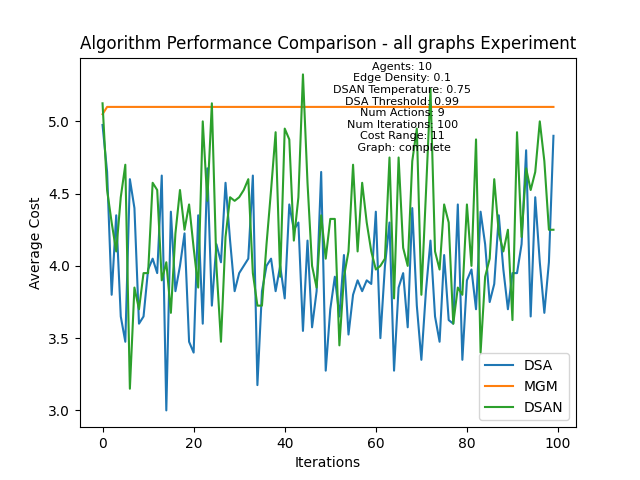 Algorithm Performance Comparison - all graphs Experiment
Agents: 10
Edge Density: 0.1
DSAN Temperature: 0.75
DSA Threshold: 0.99
Num Actions: 9
Num Iterations: 100
Cost Range: 11
Graph: complete
Average Cost
5.0
4.5
4.0
3.5
3.0
0
20
40
60
80
100
Iterations
DSA
MGM
DSAN